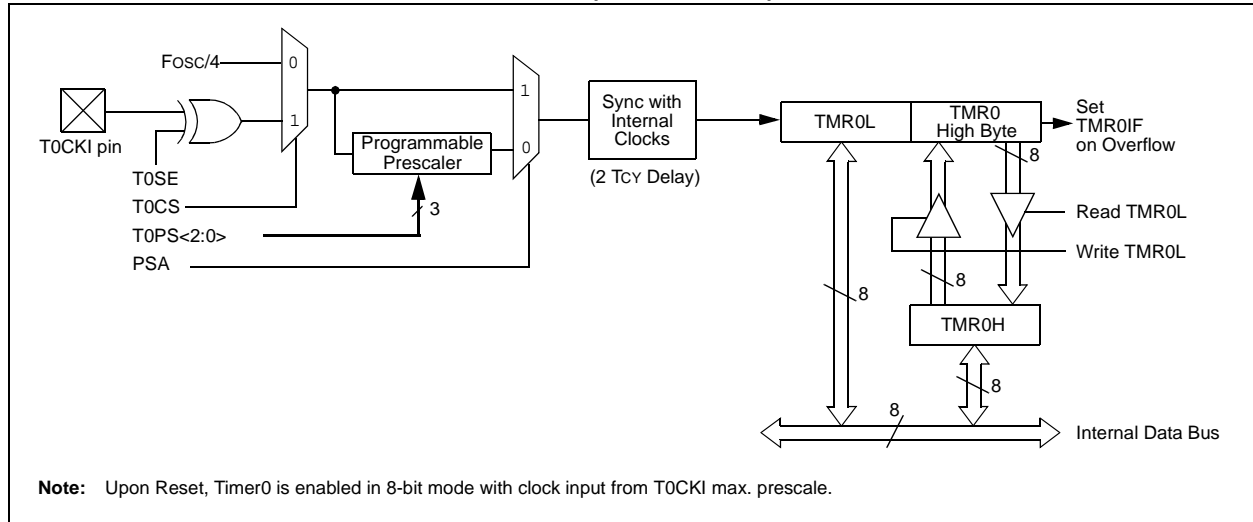 FOSC/4
0
1
T0CKI pin
T0SE
T0CS
T0PS<2:0>
PSA
Programmable
Prescaler
3
1
0
Sync with
Internal
Clocks
(2 TCY Delay)
TMR0L
TMR0
High Byte
Set
TMR0IF
on Overflow
8
Read TMR0L
Write TMR0L
8
8
TMR0H
8
8
Internal Data Bus
Note: Upon Reset, Timer0 is enabled in 8-bit mode with clock input from T0CKI max. prescale.